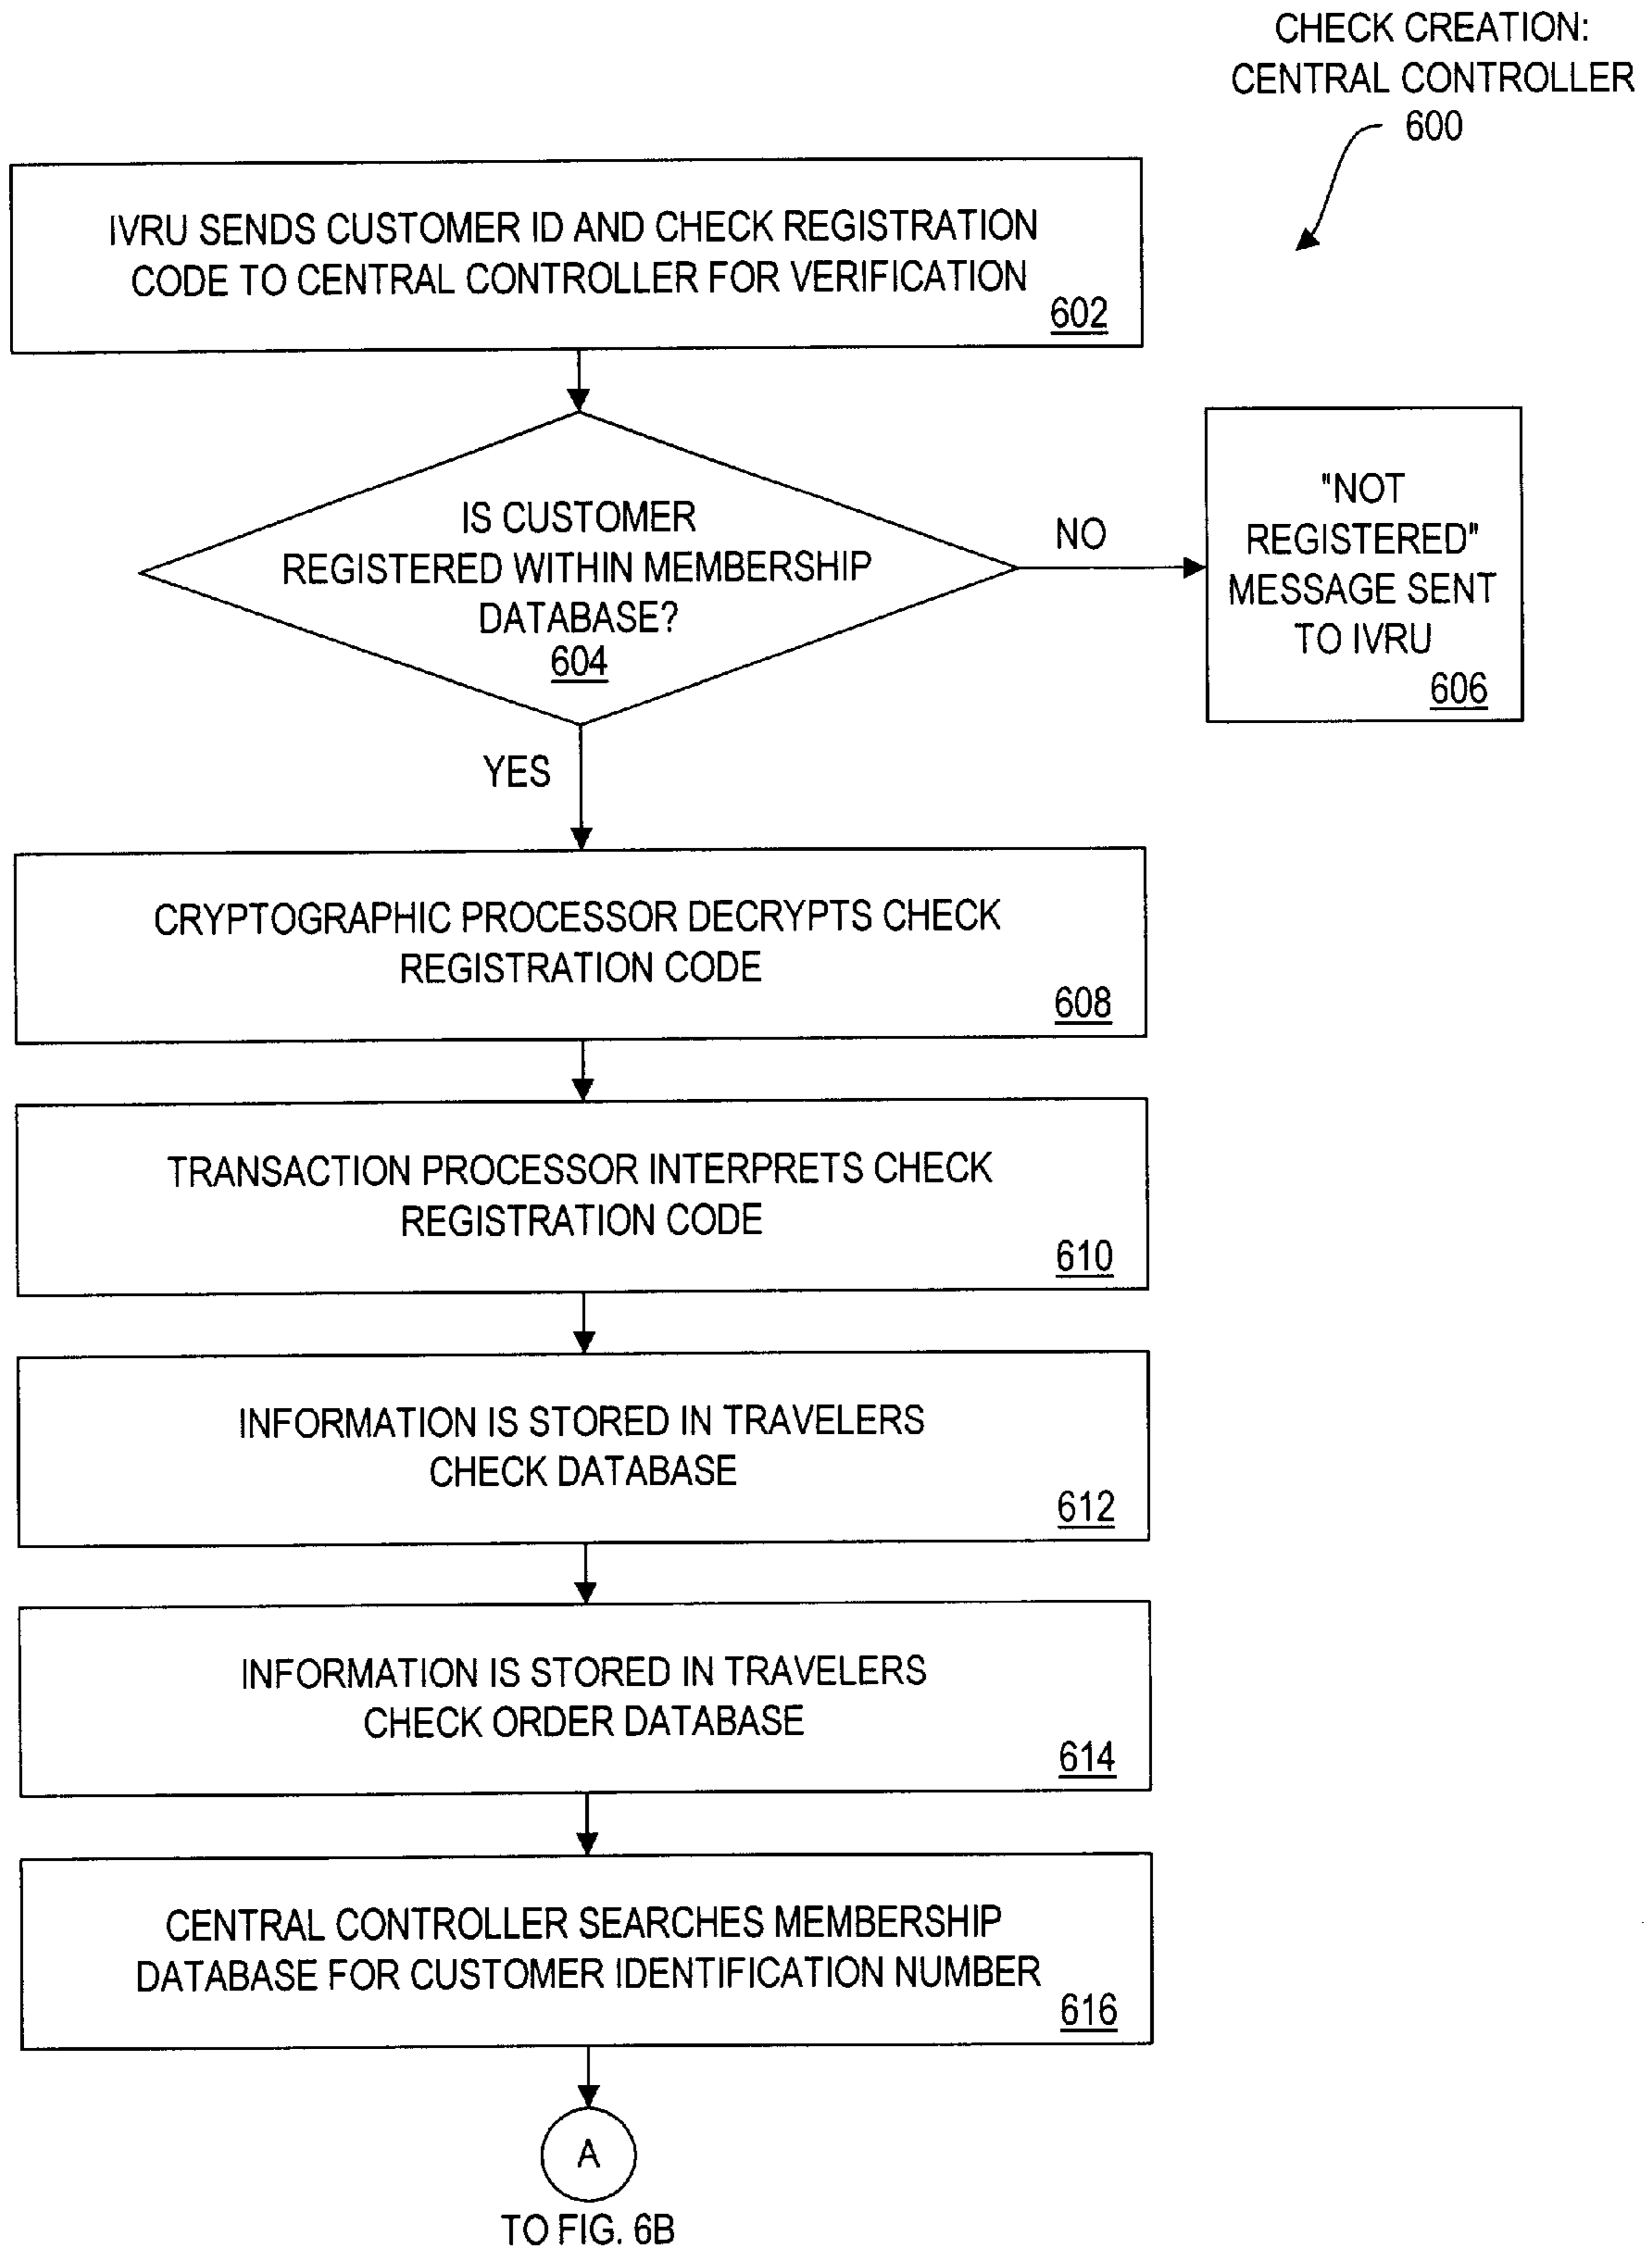 CHECK CREATION:
CENTRAL CONTROLLER
600
IVRU SENDS CUSTOMER ID AND CHECK REGISTRATION
CODE TO CENTRAL CONTROLLER FOR VERIFICATION
602
IS CUSTOMER
REGISTERED WITHIN MEMBERSHIP
DATABASE?
604
NO
"NOT
REGISTERED"
MESSAGE SENT
TO IVRU
606
YES
CRYPTOGRAPHIC PROCESSOR DECRYPTS CHECK
REGISTRATION CODE
608
TRANSACTION PROCESSOR INTERPRETS CHECK
REGISTRATION CODE
610
INFORMATION IS STORED IN TRAVELERS
CHECK DATABASE
612
INFORMATION IS STORED IN TRAVELERS
CHECK ORDER DATABASE
614
CENTRAL CONTROLLER SEARCHES MEMBERSHIP
DATABASE FOR CUSTOMER IDENTIFICATION NUMBER
616
A
TO FIG. 6B